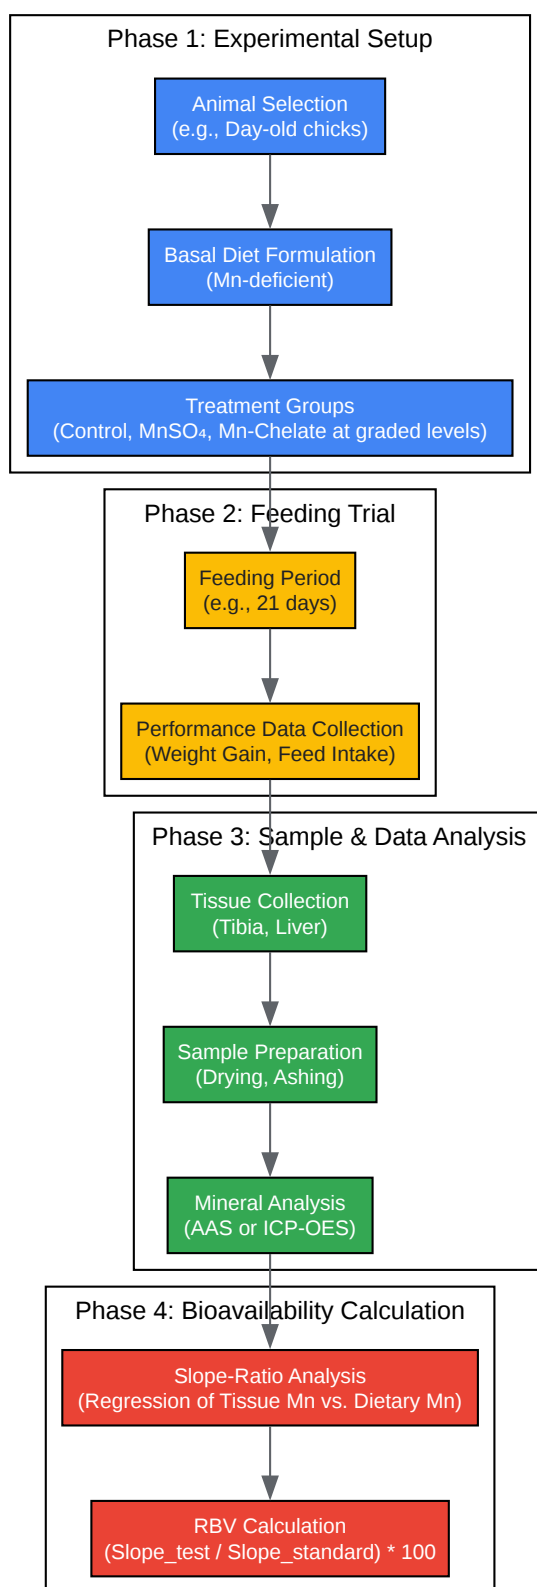 Phase 1: Experimental Setup
Animal Selection
(e.g., Day-old chicks)
Basal Diet Formulation
(Mn-deficient)
Treatment Groups
(Control, MnSO₄, Mn-Chelate at graded levels)
Phase 2: Feeding Trial
Feeding Period
(e.g., 21 days)
Performance Data Collection
(Weight Gain, Feed Intake)
Phase 3: Sample & Data Analysis
Tissue Collection
(Tibia, Liver)
Sample Preparation
(Drying, Ashing)
Mineral Analysis
(AAS or ICP-OES)
Phase 4: Bioavailability Calculation
Slope-Ratio Analysis
(Regression of Tissue Mn vs. Dietary Mn)
RBV Calculation
(Slope_test / Slope_standard) * 100